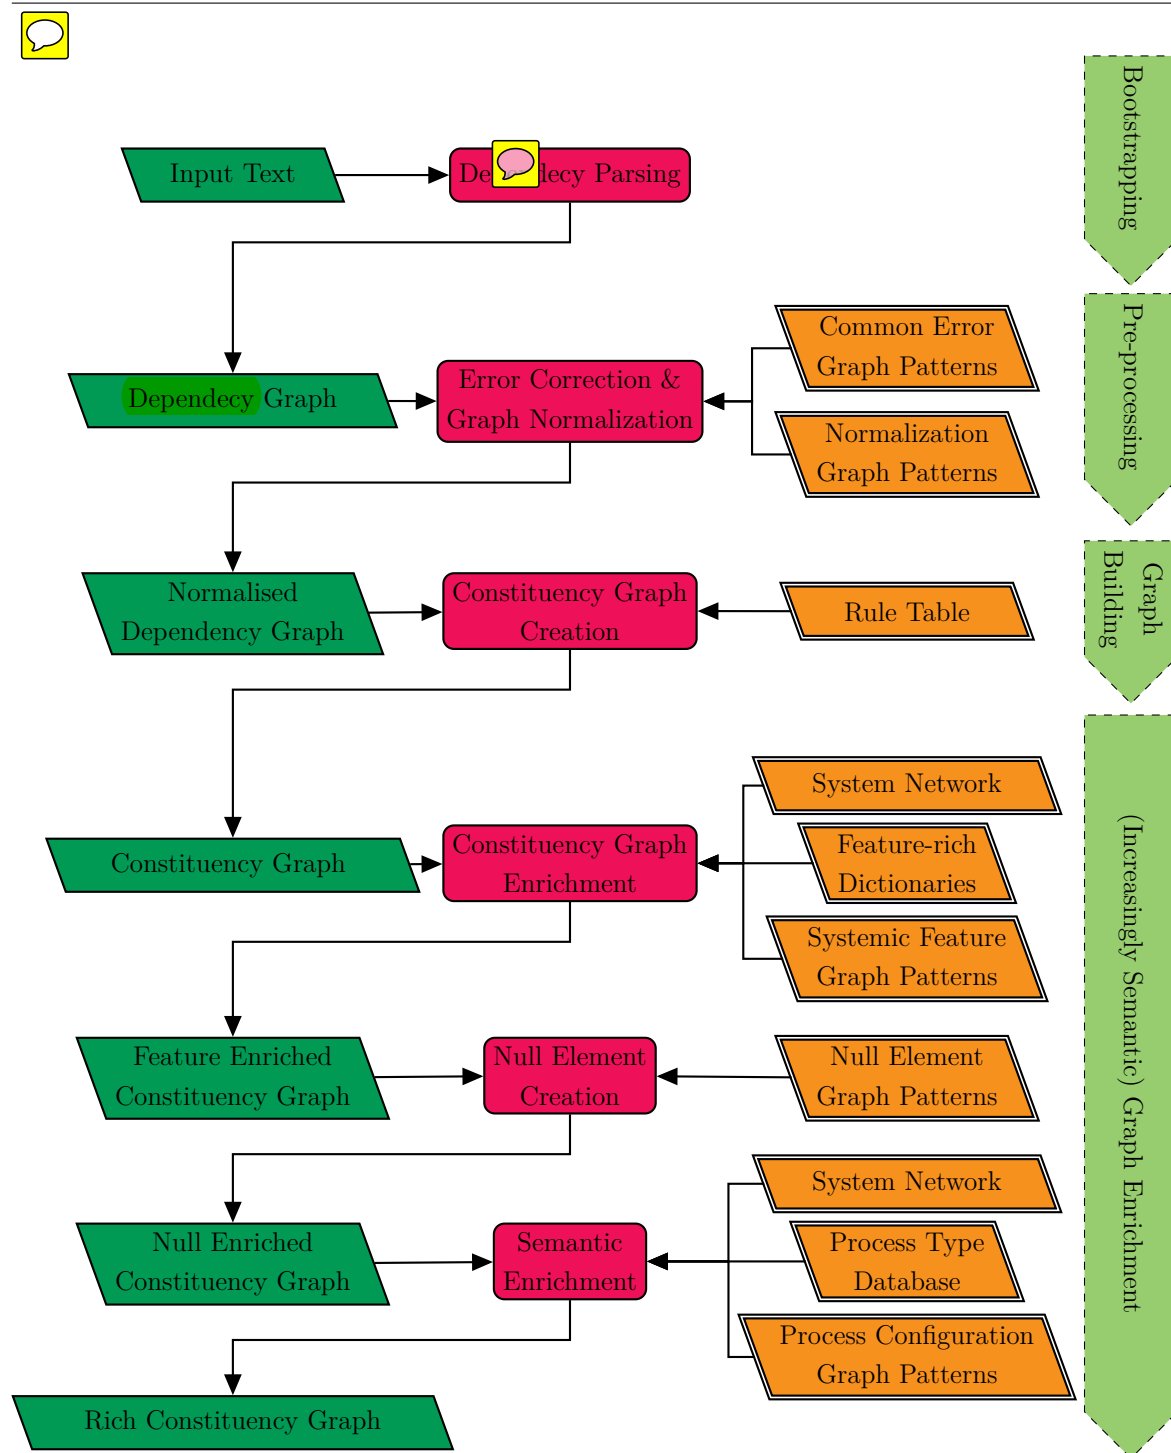 Input Text
Parsing
Bootstrapping
Dependecy Graph
Error Correction &
Graph Normalization
Common Error
Graph Patterns
Normalization
Graph Patterns
Pre-processing
Normalised
Dependency Graph
Constituency Graph
Creation
Rule Table
Graph
Building
Constituency Graph
Constituency Graph
Enrichment
System Network
Feature-rich
Dictionaries
Systemic Feature
Graph Patterns
(Increasingly Semantic) Graph Enrichment
Feature Enriched
Constituency Graph
Null Element
Creation
Null Element
Graph Patterns
Null Enriched
Constituency Graph
Semantic
Enrichment
System Network
Process Type
Database
Process Configuration
Graph Patterns
Rich Constituency Graph